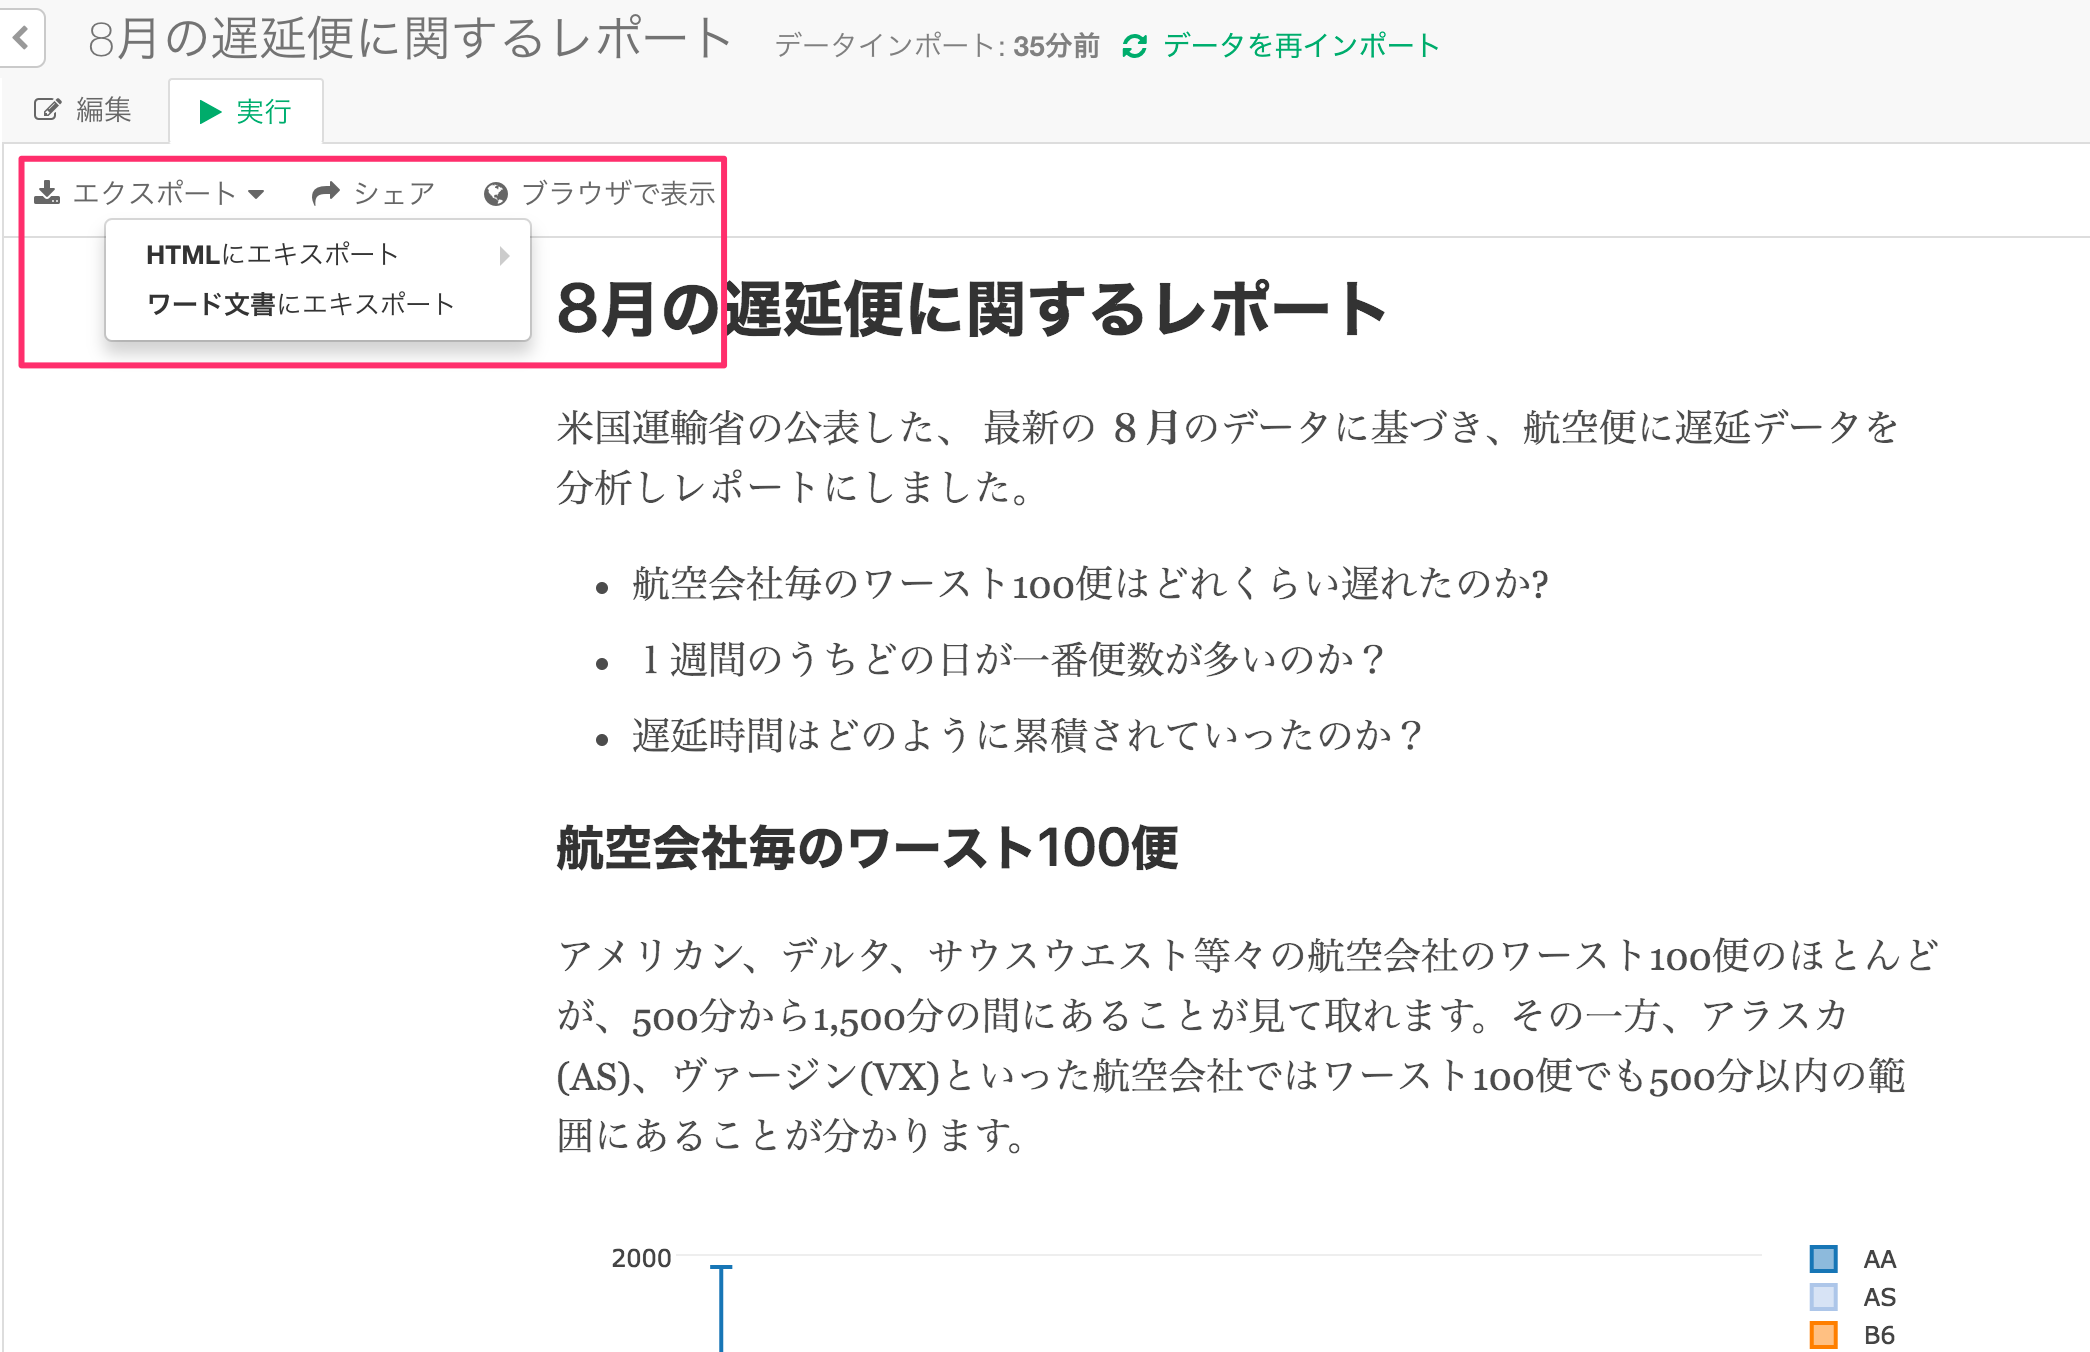 8月の遅延便に関するレポート データインポート: 35分前 データを再インポート
編集 実行
エクスポート シェア ブラウザで表示
HTMLにエキスポート
ワード文書にエキスポート
8月の遅延便に関するレポート
米国運輸省の公表した、 最新の ８月のデータに基づき、航空便に遅延データを
分析しレポートにしました。
• 航空会社毎のワースト100便はどれくらい遅れたのか?
• １週間のうちどの日が一番便数が多いのか？
• 遅延時間はどのように累積されていったのか？
航空会社毎のワースト100便
アメリカン、デルタ、サウスウエスト等々の航空会社のワースト100便のほとんど
が、500分から1,500分の間にあることが見て取れます。その一方、アラスカ
(AS)、ヴァージン(VX)といった航空会社ではワースト100便でも500分以内の範
囲にあることが分かります。
2000
AA
AS
B6